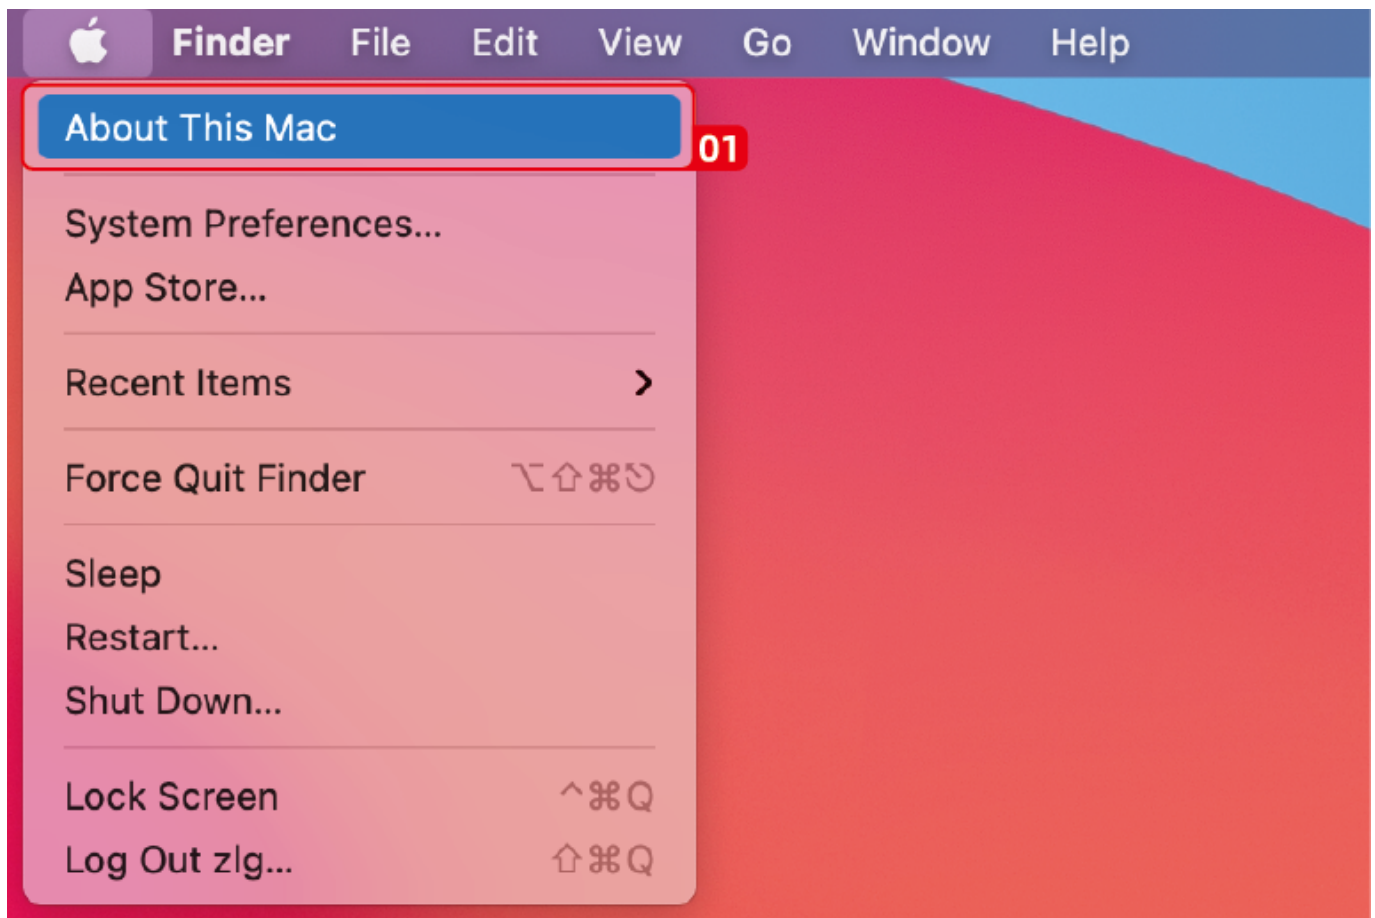 Finder File Edit View Go Window Help
About This Mac
01
System Preferences...
App Store...
Recent Items
Force Quit Finder ⌥⇧⌘⎋
Sleep
Restart...
Shut Down...
Lock Screen ^⌘Q
Log Out zlg... ⇧⌘Q